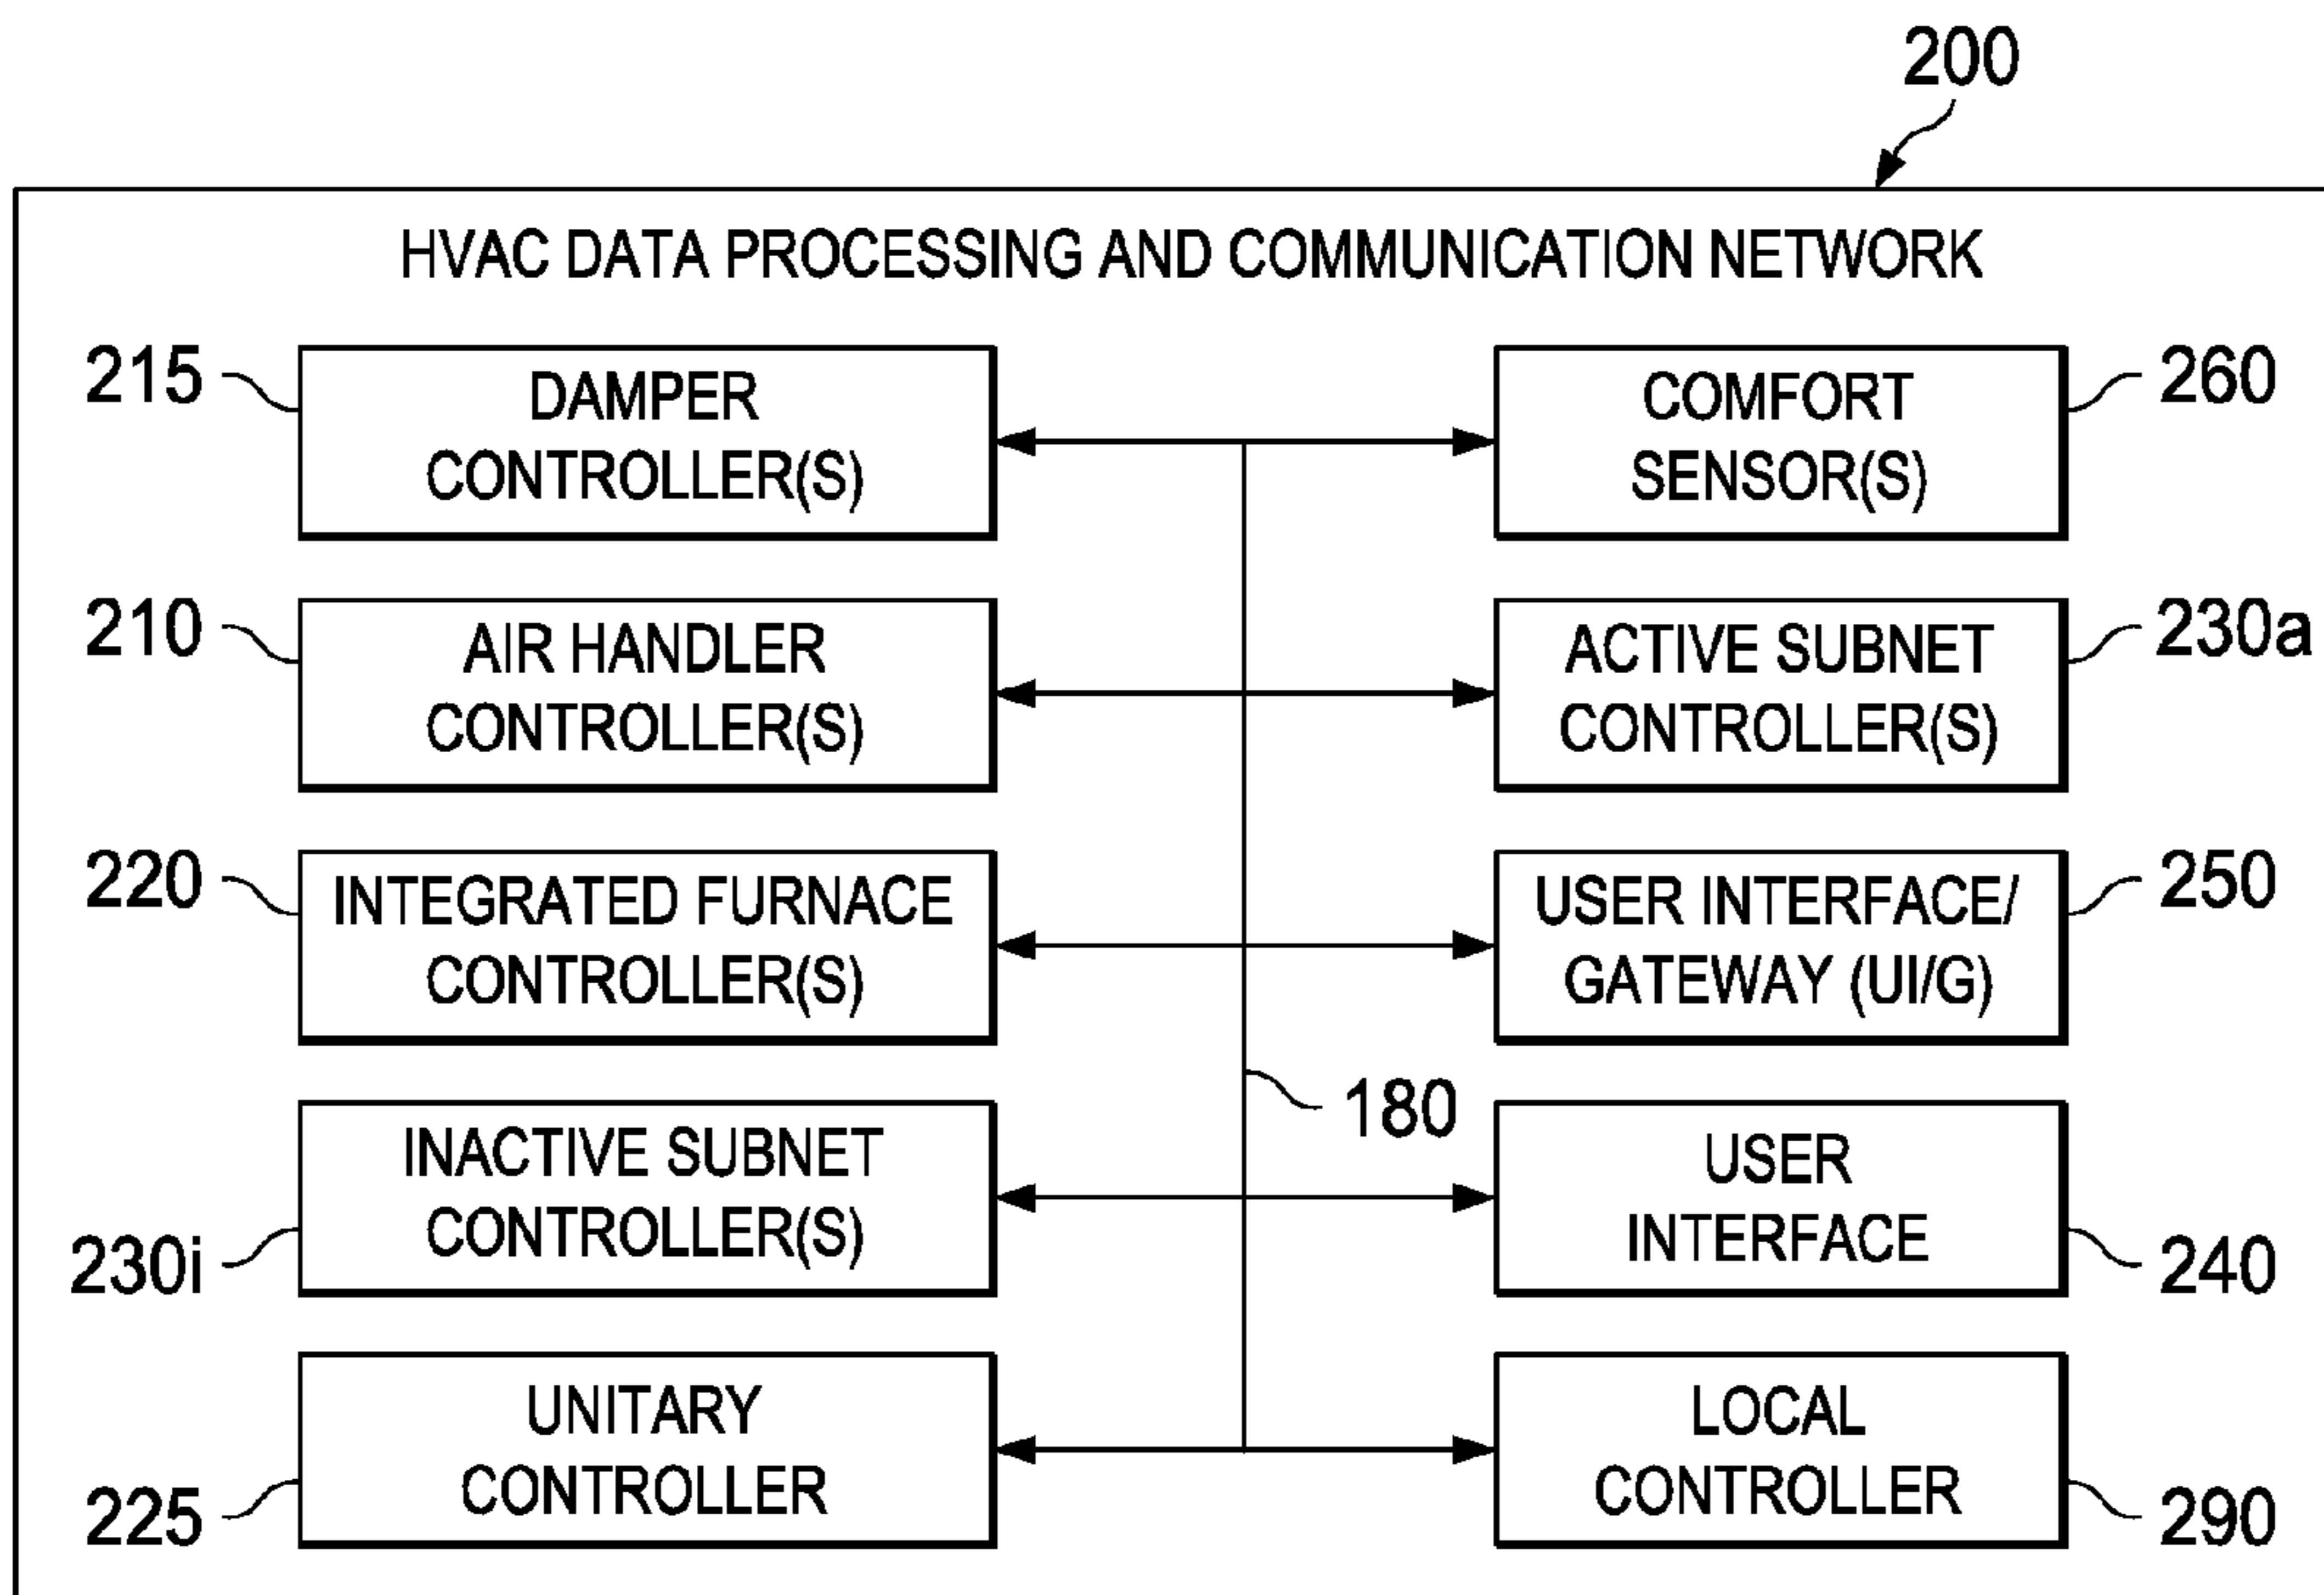 200
HVAC DATA PROCESSING AND COMMUNICATION NETWORK
215
DAMPER
CONTROLLER(S)
COMFORT
SENSOR(S)
260
210
AIR HANDLER
CONTROLLER(S)
ACTIVE SUBNET
CONTROLLER(S)
230a
220
INTEGRATED FURNACE
CONTROLLER(S)
USER INTERFACE/
GATEWAY (UI/G)
250
180
230i
INACTIVE SUBNET
CONTROLLER(S)
USER
INTERFACE
240
225
UNITARY
CONTROLLER
LOCAL
CONTROLLER
290